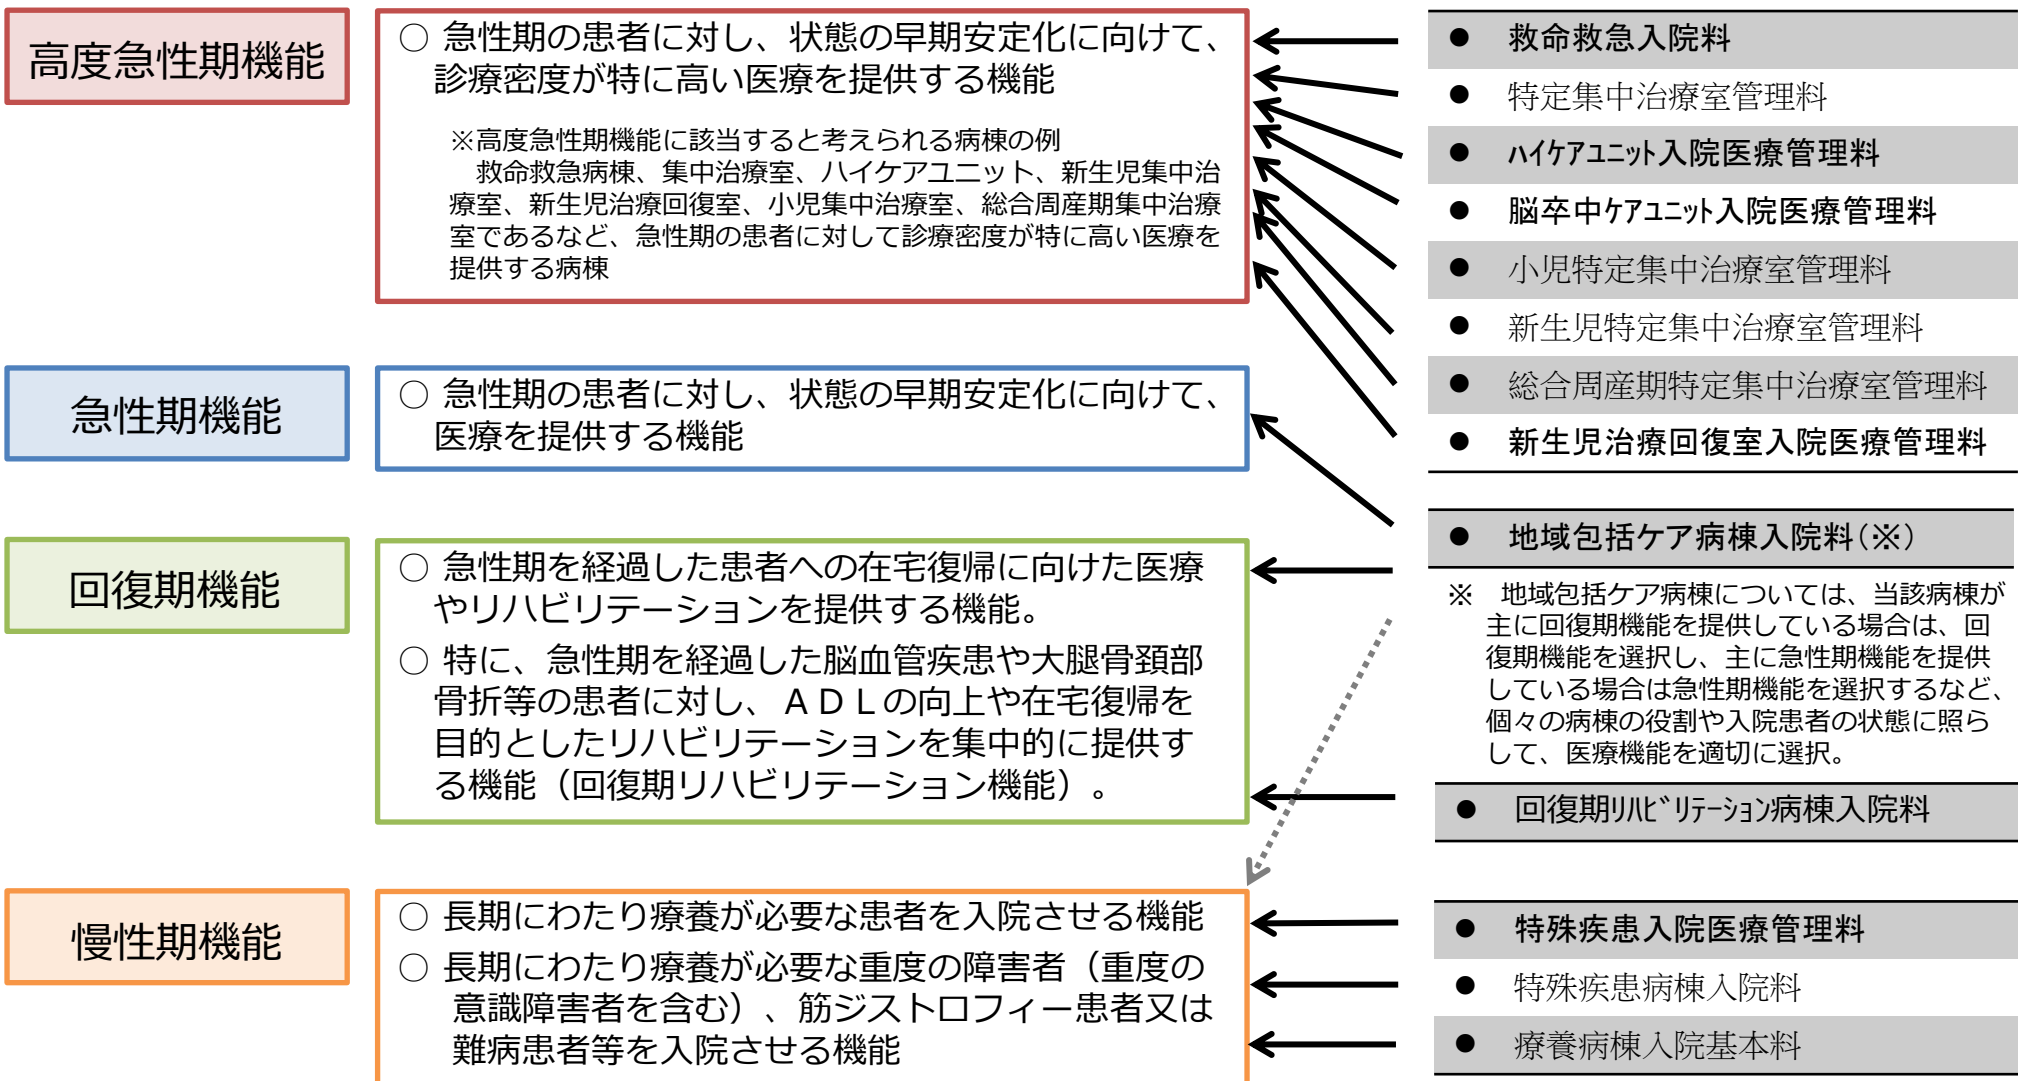 高度急性期機能
○ 急性期の患者に対し、状態の早期安定化に向けて、
診療密度が特に高い医療を提供する機能
※高度急性期機能に該当すると考えられる病棟の例
救命救急病棟、集中治療室、ハイケアユニット、新生児集中治
療室、新生児治療回復室、小児集中治療室、総合周産期集中治療
室であるなど、急性期の患者に対して診療密度が特に高い医療を
提供する病棟
● 救命救急入院料
● 特定集中治療室管理料
● ﾊｲｹｱﾕﾆｯﾄ入院医療管理料
● 脳卒中ｹｱﾕﾆｯﾄ入院医療管理料
● 小児特定集中治療室管理料
● 新生児特定集中治療室管理料
● 総合周産期特定集中治療室管理料
● 新生児治療回復室入院医療管理料
急性期機能
○ 急性期の患者に対し、状態の早期安定化に向けて、
医療を提供する機能
回復期機能
○ 急性期を経過した患者への在宅復帰に向けた医療
やリハビリテーションを提供する機能。
○ 特に、急性期を経過した脳血管疾患や大腿骨頚部
骨折等の患者に対し、ＡＤＬの向上や在宅復帰を
目的としたリハビリテーションを集中的に提供す
る機能（回復期リハビリテーション機能）。
● 地域包括ケア病棟入院料（※）
※ 地域包括ケア病棟については、当該病棟が
主に回復期機能を提供している場合は、回
復期機能を選択し、主に急性期機能を提供
している場合は急性期機能を選択するなど、
個々の病棟の役割や入院患者の状態に照ら
して、医療機能を適切に選択。
● 回復期ﾘﾊﾋﾞﾘﾃｰｼｮﾝ病棟入院料
慢性期機能
○ 長期にわたり療養が必要な患者を入院させる機能
○ 長期にわたり療養が必要な重度の障害者（重度の
意識障害者を含む）、筋ジストロフィー患者又は
難病患者等を入院させる機能
● 特殊疾患入院医療管理料
● 特殊疾患病棟入院料
● 療養病棟入院基本料